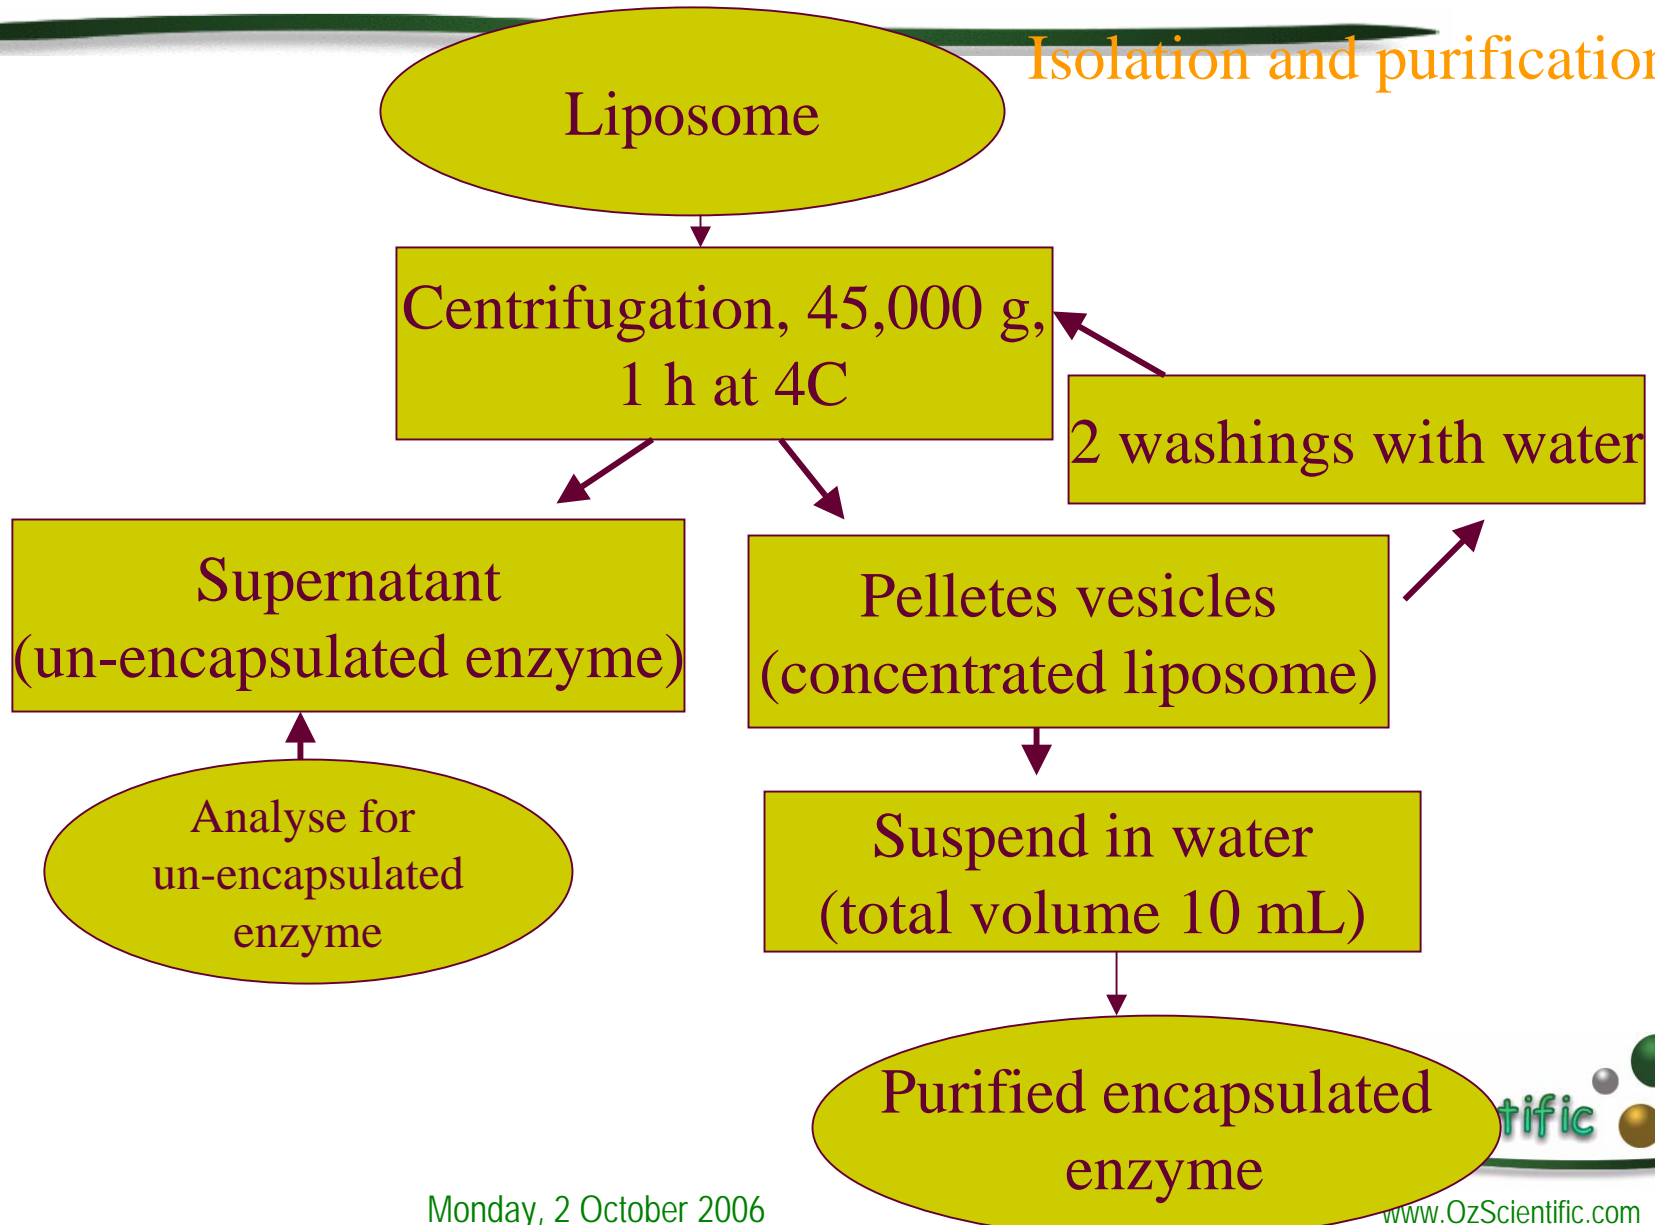 Isolation and purification
Liposome
Centrifugation, 45,000 g,
1 h at 4C
2 washings with water
Supernatant
(un-encapsulated enzyme)
Pelletes vesicles
(concentrated liposome)
Analyse for
un-encapsulated
enzyme
Suspend in water
(total volume 10 mL)
Purified encapsulated
enzyme
tific
Monday, 2 October 2006
www.OzScientific.com